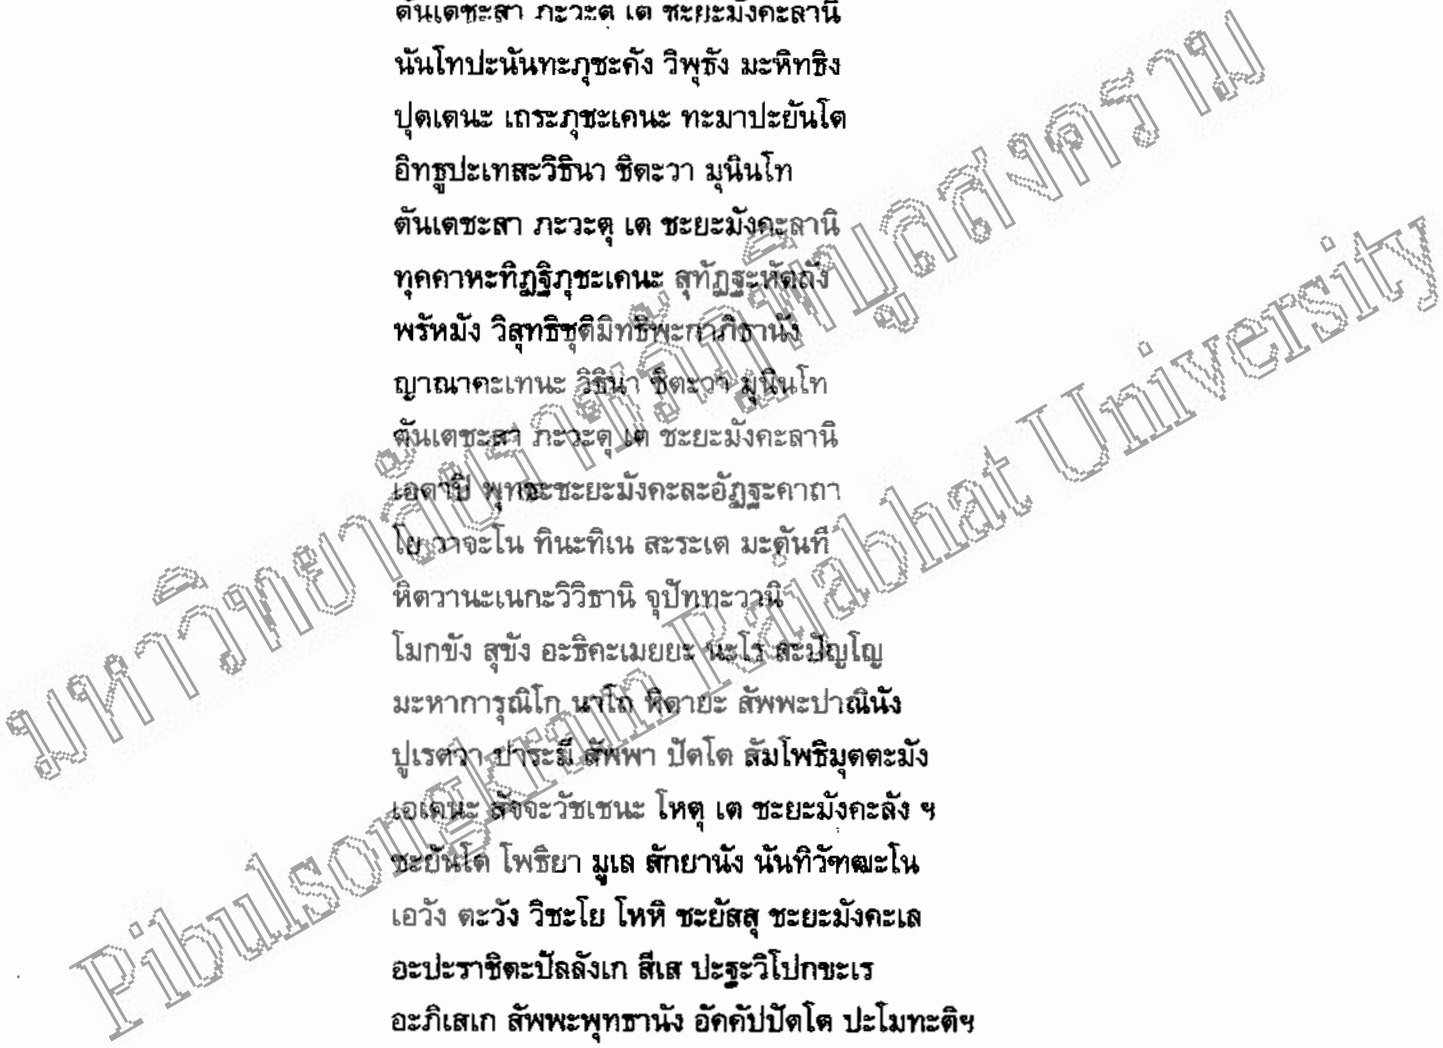 ตันเตชะสา ภะวะตุ เต ชะยะมังคะลานิ
นันโทปะนันทะภุชะคัง วิพุธัง มะหิทธิง
ปุตเตนะ เถระภุชะเคนะ ทะมาปะยันโต
อิทธูปะเทสะวิธินา ชิตะวา มุนินโท
ตันเตชะสา ภะวะตุ เต ชะยะมังคะลานิ
ทุคคาหะทิฏฐิภุชะเคนะ สุทัฏฐะหัตถัง
พรัหมัง วิสุทธิชุติมิทธิพะกาภิธานัง
ญาณาคะเทนะ วิธินา ชิตะวา มุนินโท
ตันเตชะสา ภะวะตุ เต ชะยะมังคะลานิ
เอตาปิ พุทธะชะยะมังคะละอัฏฐะคาถา
โย วาจะโน ทินะทิเน สะระเต มะตันที
หิตวานะเนกะวิวิธานิ จุปัททะวานิ
โมกขัง สุขัง อะธิคะเมยยะ นะโร สะปัญโญ
มะหาการุณิโก นาโถ หิตายะ สัพพะปาณินัง
ปูเรตวา ปาระมี สัพพา ปัตโต สัมโพธิมุตตะมัง
เอเตนะ สัจจะวัชเชนะ โหตุ เต ชะยะมังคะลัง ฯ
ชะยันโต โพธิยา มูเล สักยานัง นันทิวัฑฒะโน
เอวัง ตะวัง วิชะโย โหหิ ชะยัสสุ ชะยะมังคะเล
อะปะราชิตะปัลลังเก สีเส ปะฐะวิโปกขะเร
อะภิเสเก สัพพะพุทธานัง อัคคัปปัตโต ปะโมทะติฯ
มหาวิทยาลัยราชภัฏพิบูลสงคราม
Pibulsongkram Rajabhat University